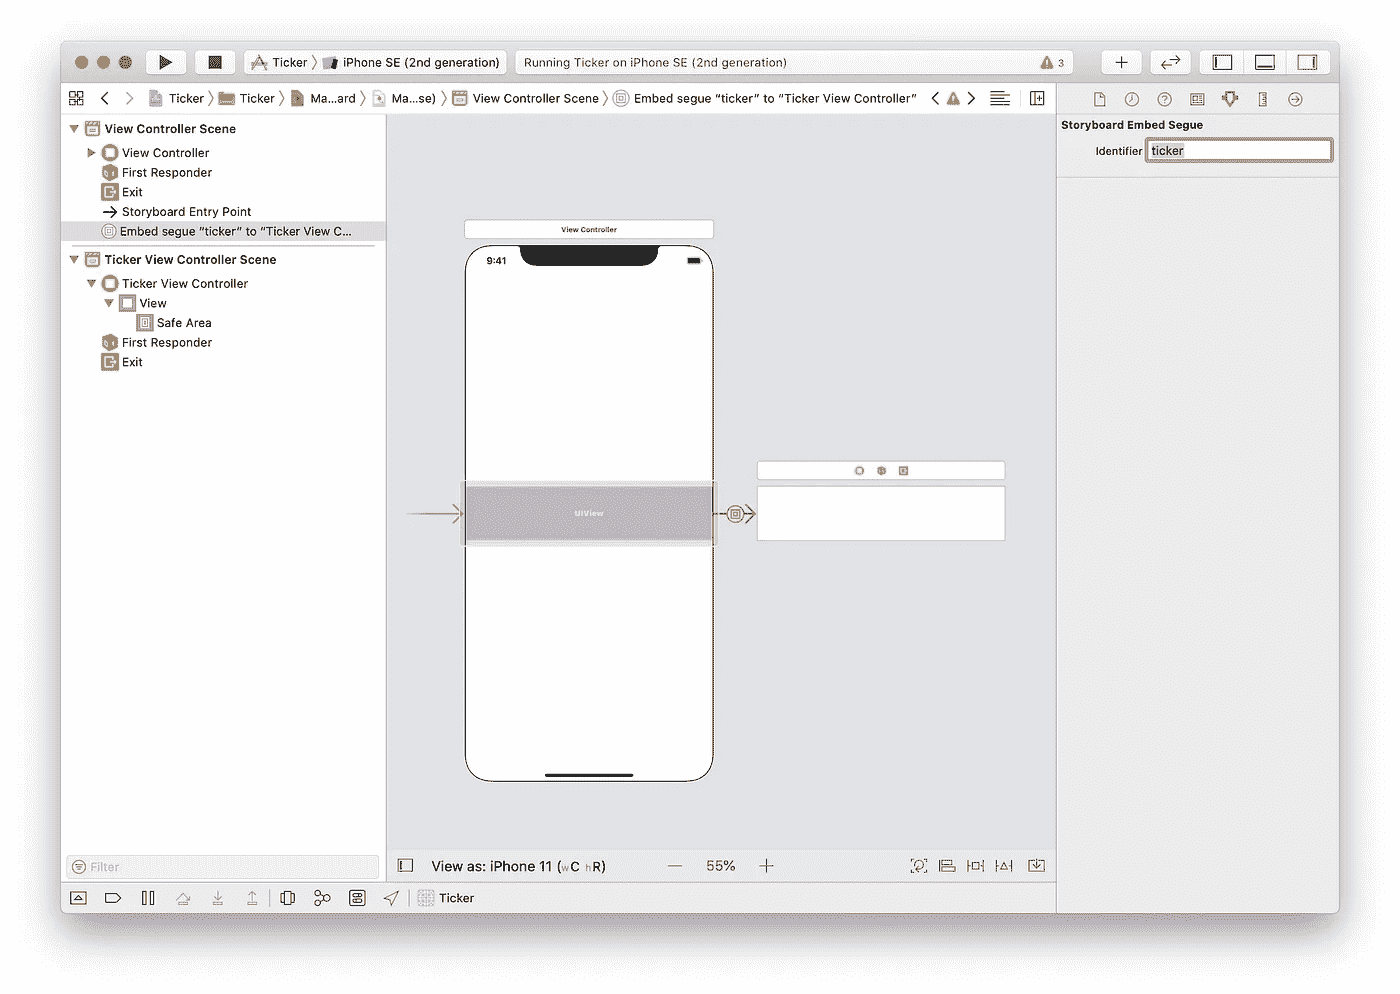 Ticker iPhone SE (2nd generation) Running Ticker on iPhone SE (2nd generation) 3
Ticker Ticker Ma...ard Ma...se) View Controller Scene Embed segue “ticker” to “Ticker View Controller”
View Controller Scene
View Controller
First Responder
Exit
Storyboard Entry Point
Embed segue “ticker” to “Ticker View C...
Ticker View Controller Scene
Ticker View Controller
View
Safe Area
First Responder
Exit
Filter
View Controller
9:41
UIView
View as: iPhone 11 (wC hR) 55%
Ticker
Storyboard Embed Segue
Identifier ticker